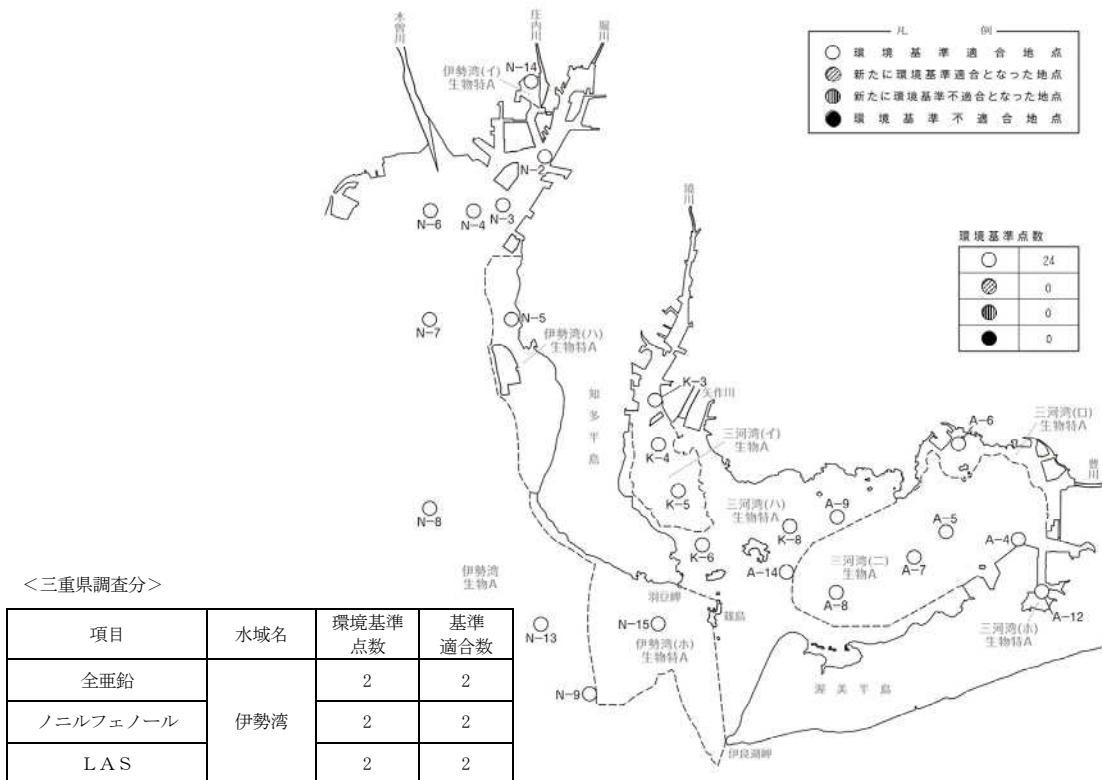 木曽川
庄内川
堀川
凡 例
環境基準適合地点
新たに環境基準適合となった地点
新たに環境基準不適合となった地点
環境基準不適合地点
伊勢湾(イ)
生物特A
N-14
N-2
N-6
N-4
N-3
境川
環境基準点数
24
0
0
0
N-7
N-5
伊勢湾(ハ)
生物特A
知多半島
K-3
矢作川
K-4
三河湾(イ)
生物A
K-5
A-6
三河湾(ロ)
生物特A
豊川
N-8
三河湾(ハ)
生物特A
A-9
K-8
K-6
A-5
A-4
A-7
三河湾(ニ)
生物A
A-14
A-8
A-12
三河湾(ホ)
生物特A
伊勢湾
生物A
羽豆岬
篠島
N-13
N-15
伊勢湾(ホ)
生物特A
N-9
渥美半島
伊良湖岬
<三重県調査分>
項目 水域名 環境基準点数 基準適合数
全亜鉛 伊勢湾 2 2
ノニルフェノール 2 2
LAS 2 2